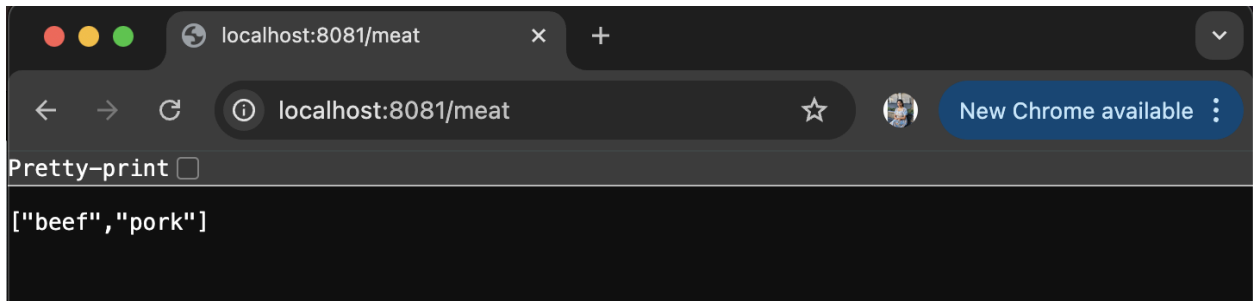 localhost:8081/meat
localhost:8081/meat
New Chrome available
Pretty-print
["beef","pork"]